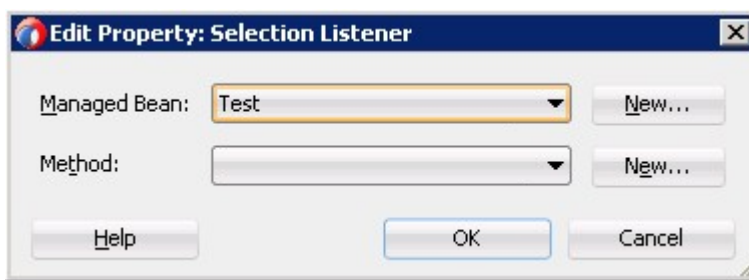 Edit Property: Selection Listener
Managed Bean: Test New...
Method: New...
Help OK Cancel